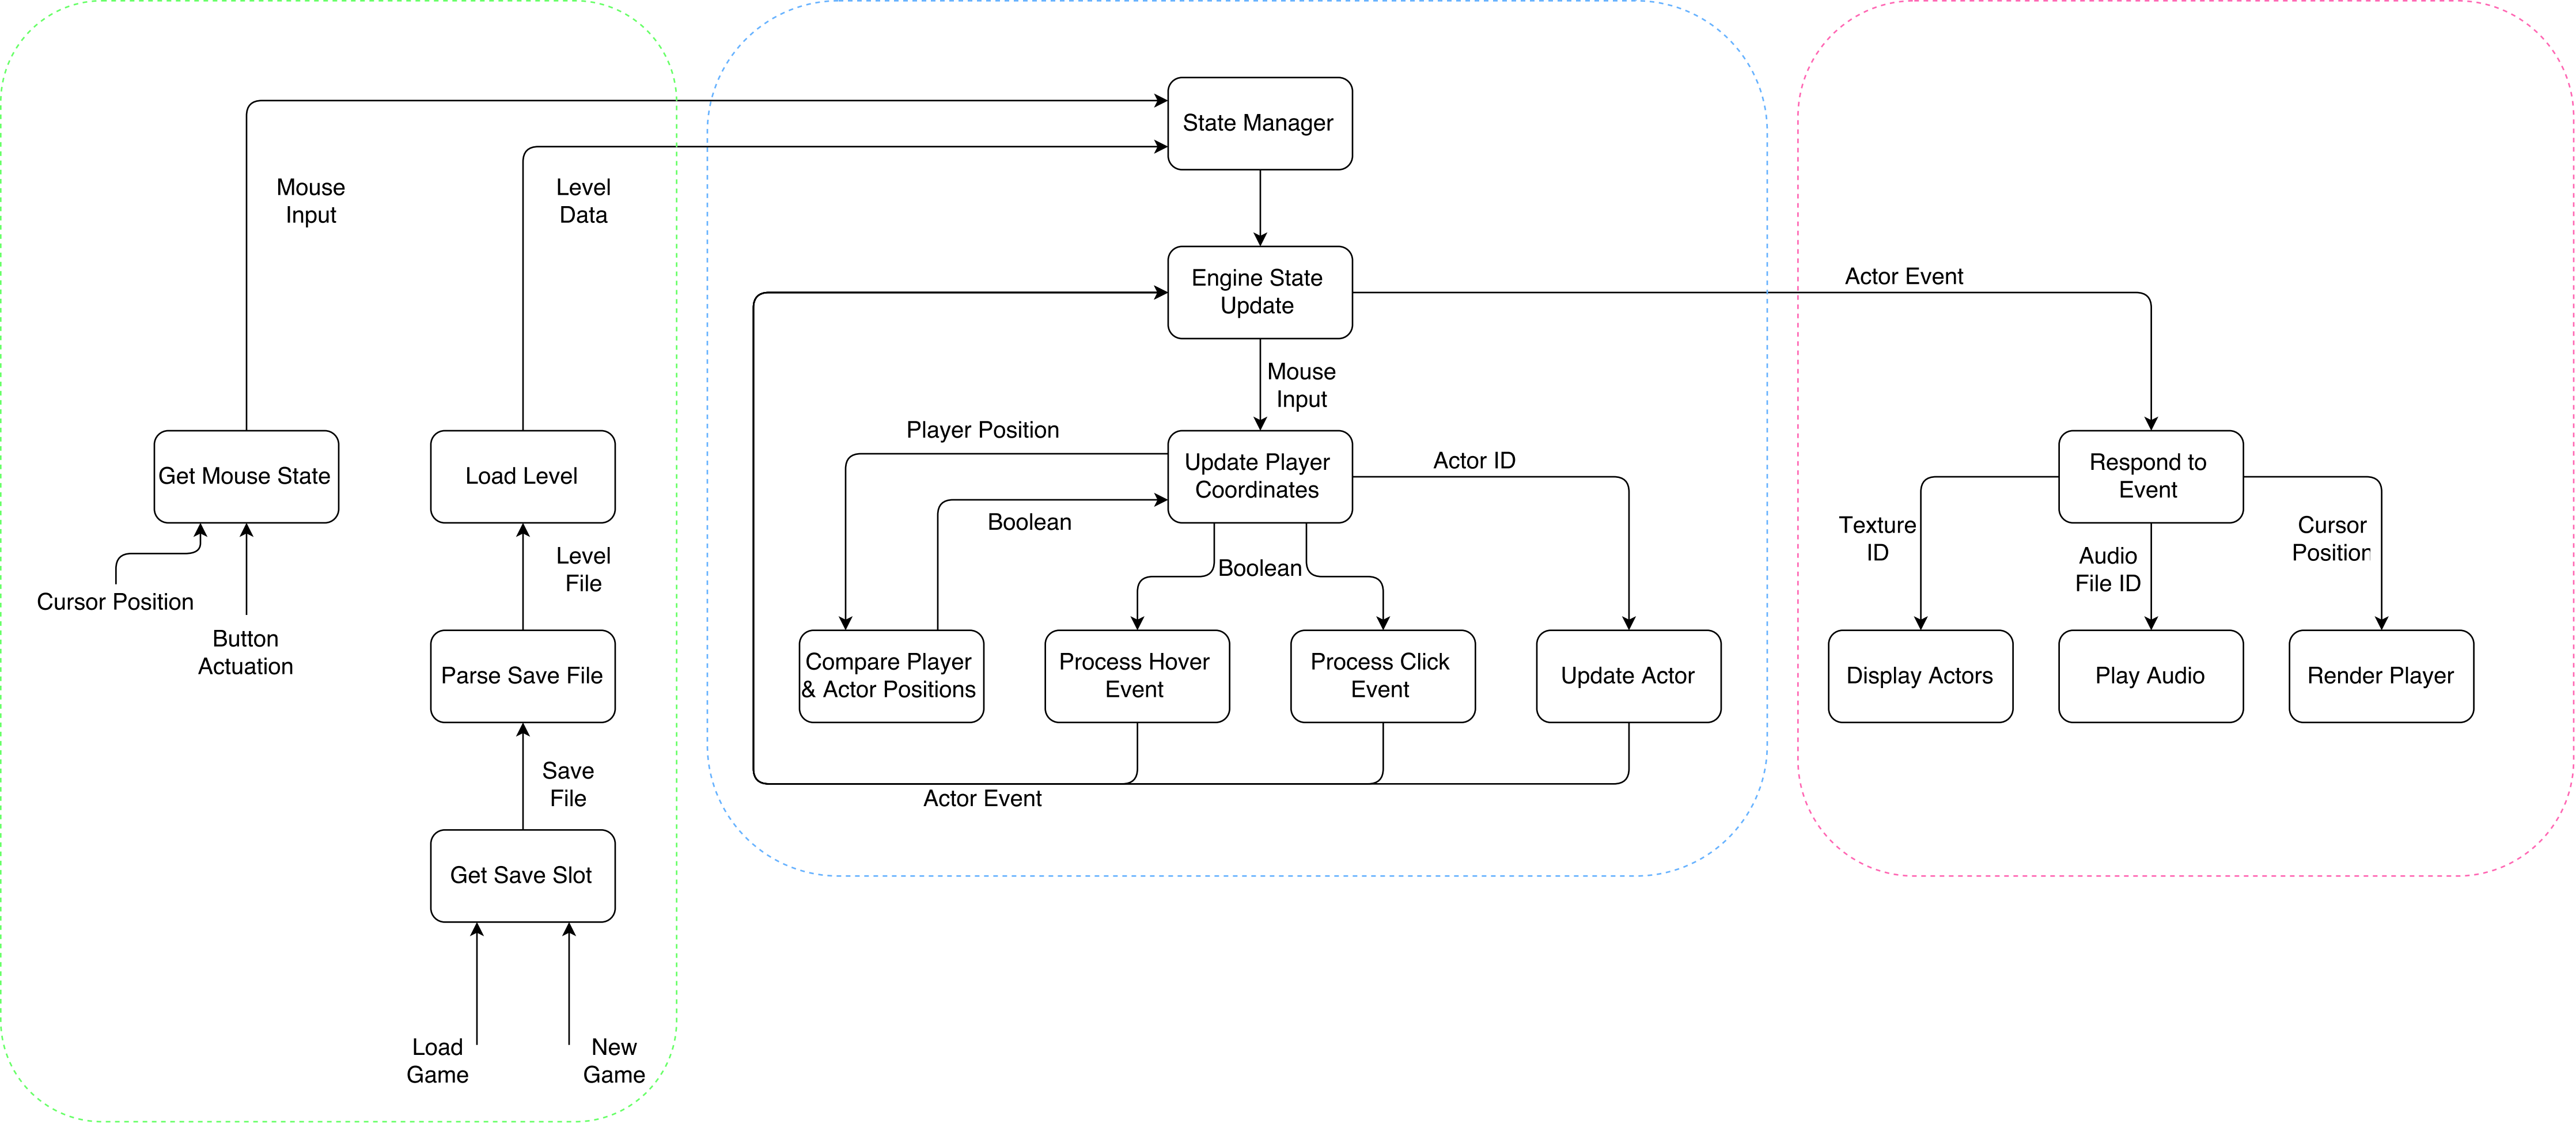 State Manager
Mouse
Input
Level
Data
Engine State
Update
Actor Event
Mouse
Input
Player Position
Actor ID
Get Mouse State
Load Level
Update Player
Coordinates
Respond to
Event
Boolean
Texture
ID
Audio
File ID
Cursor
Position
Level
File
Boolean
Cursor Position
Button
Actuation
Parse Save File
Compare Player
& Actor Positions
Process Hover
Event
Process Click
Event
Update Actor
Display Actors
Play Audio
Render Player
Save
File
Actor Event
Get Save Slot
Load
Game
New
Game